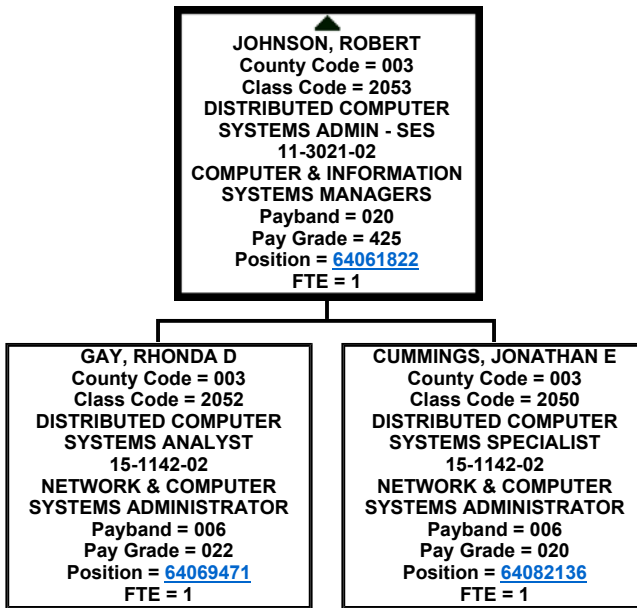 JOHNSON, ROBERT
County Code = 003
Class Code = 2053
DISTRIBUTED COMPUTER
SYSTEMS ADMIN - SES
11-3021-02
COMPUTER & INFORMATION
SYSTEMS MANAGERS
Payband = 020
Pay Grade = 425
Position = 64061822
FTE = 1
GAY, RHONDA D
County Code = 003
Class Code = 2052
DISTRIBUTED COMPUTER
SYSTEMS ANALYST
15-1142-02
NETWORK & COMPUTER
SYSTEMS ADMINISTRATOR
Payband = 006
Pay Grade = 022
Position = 64069471
FTE = 1
CUMMINGS, JONATHAN E
County Code = 003
Class Code = 2050
DISTRIBUTED COMPUTER
SYSTEMS SPECIALIST
15-1142-02
NETWORK & COMPUTER
SYSTEMS ADMINISTRATOR
Payband = 006
Pay Grade = 020
Position = 64082136
FTE = 1